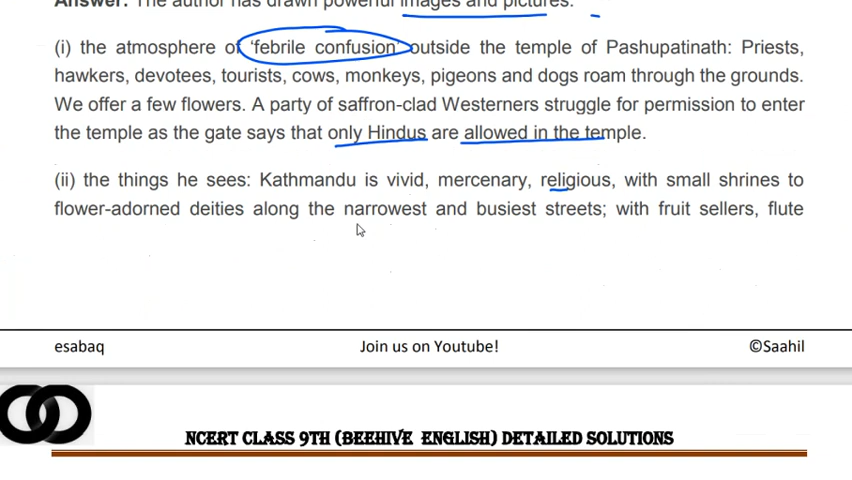 Answer: The author has drawn powerful images and pictures.
(i) the atmosphere of ‘febrile confusion’ outside the temple of Pashupatinath: Priests,
hawkers, devotees, tourists, cows, monkeys, pigeons and dogs roam through the grounds.
We offer a few flowers. A party of saffron-clad Westerners struggle for permission to enter
the temple as the gate says that only Hindus are allowed in the temple.
(ii) the things he sees: Kathmandu is vivid, mercenary, religious, with small shrines to
flower-adorned deities along the narrowest and busiest streets; with fruit sellers, flute
esabaq Join us on Youtube! ©Saahil
NCERT CLASS 9TH (BEEHIVE ENGLISH) DETAILED SOLUTIONS